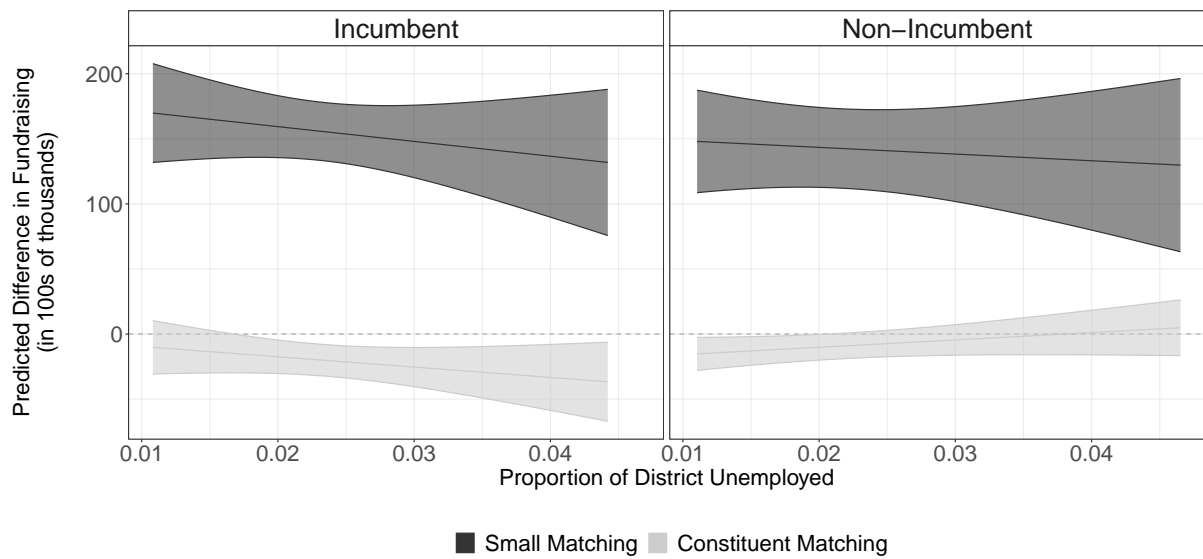 Incumbent
Non−Incumbent
Predicted Difference in Fundraising
(in 100s of thousands)
200
100
0
0.01
0.02
0.03
0.04
0.01
0.02
0.03
0.04
Proportion of District Unemployed
Small Matching
Constituent Matching